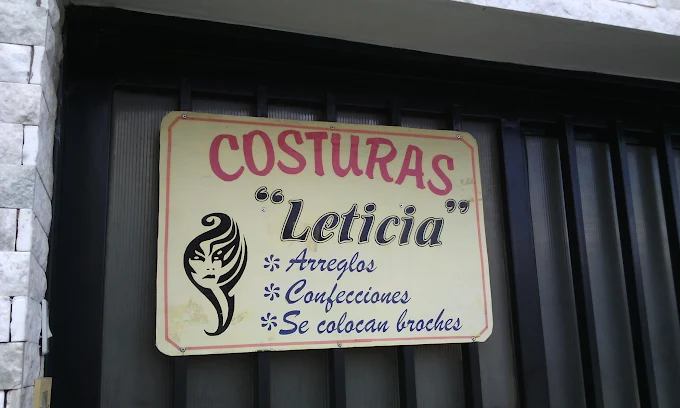 COSTURAS
“Leticia”
* Arreglos
* Confecciones
* Se colocan broches